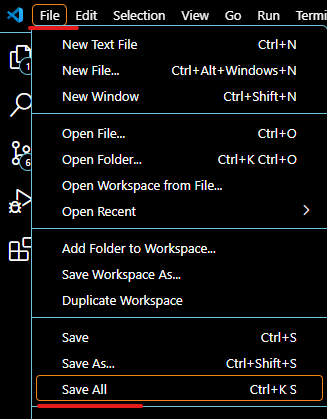 File Edit Selection View Go Run Termi
New Text File Ctrl+N
1
New File... Ctrl+Alt+Windows+N
New Window Ctrl+Shift+N
Open File... Ctrl+O
Open Folder... Ctrl+K Ctrl+O
6
Open Workspace from File...
Open Recent
Add Folder to Workspace...
Save Workspace As...
Duplicate Workspace
Save Ctrl+S
Save As... Ctrl+Shift+S
Save All Ctrl+K S